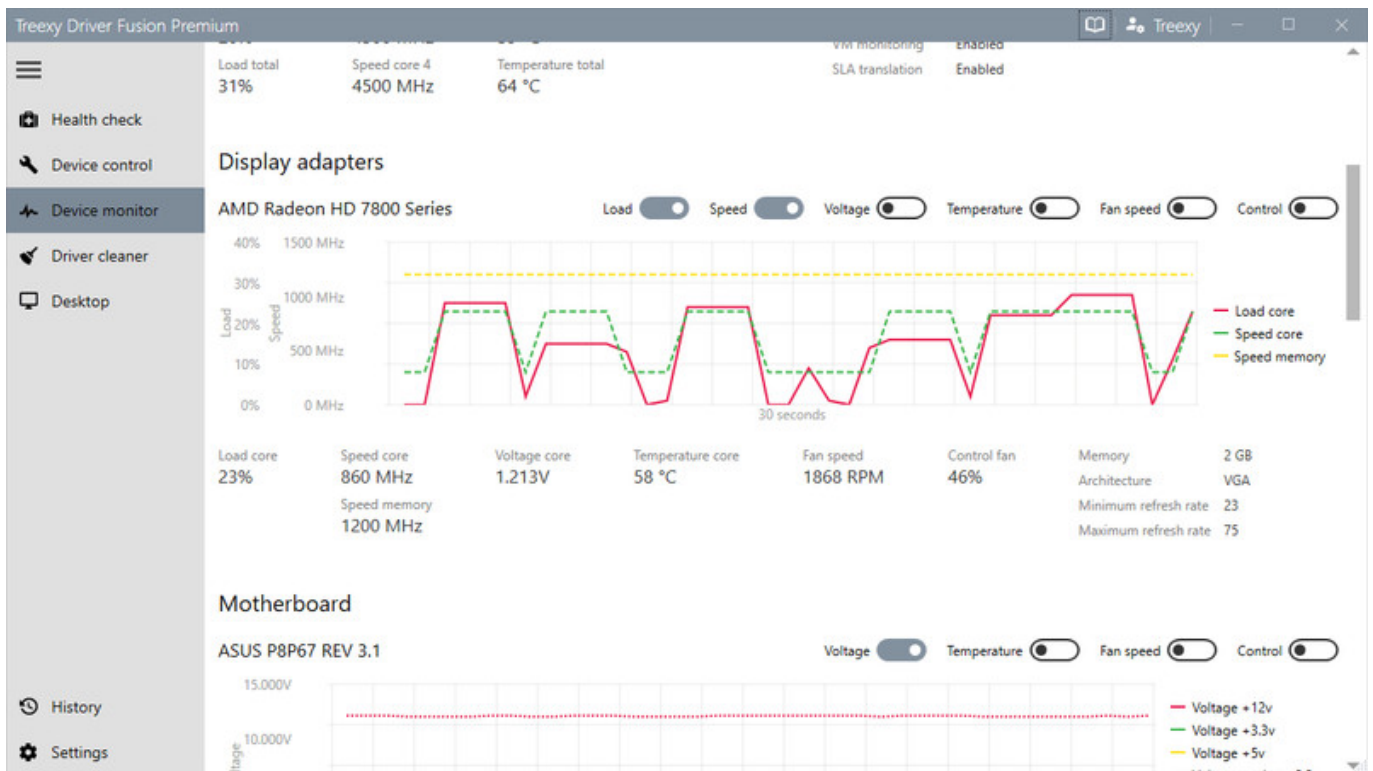 Treexy Driver Fusion Premium
Treexy
VM monitoring Enabled
Load total Speed core 4 Temperature total SLA translation Enabled
31% 4500 MHz 64 °C
Health check
Device control
Device monitor
Driver cleaner
Desktop
History
Settings
Display adapters
AMD Radeon HD 7800 Series Load Speed Voltage Temperature Fan speed Control
40% 1500 MHz
30%
1000 MHz
20%
500 MHz
10%
0% 0 MHz
Load
Speed
Load core
Speed core
Speed memory
30 seconds
Load core Speed core Voltage core Temperature core Fan speed Control fan
23% 860 MHz 1.213V 58 °C 1868 RPM 46%
Speed memory
1200 MHz
Memory 2 GB
Architecture VGA
Minimum refresh rate 23
Maximum refresh rate 75
Motherboard
ASUS P8P67 REV 3.1 Voltage Temperature Fan speed Control
15.000V
10.000V
Voltage +12v
Voltage +3.3v
Voltage +5v